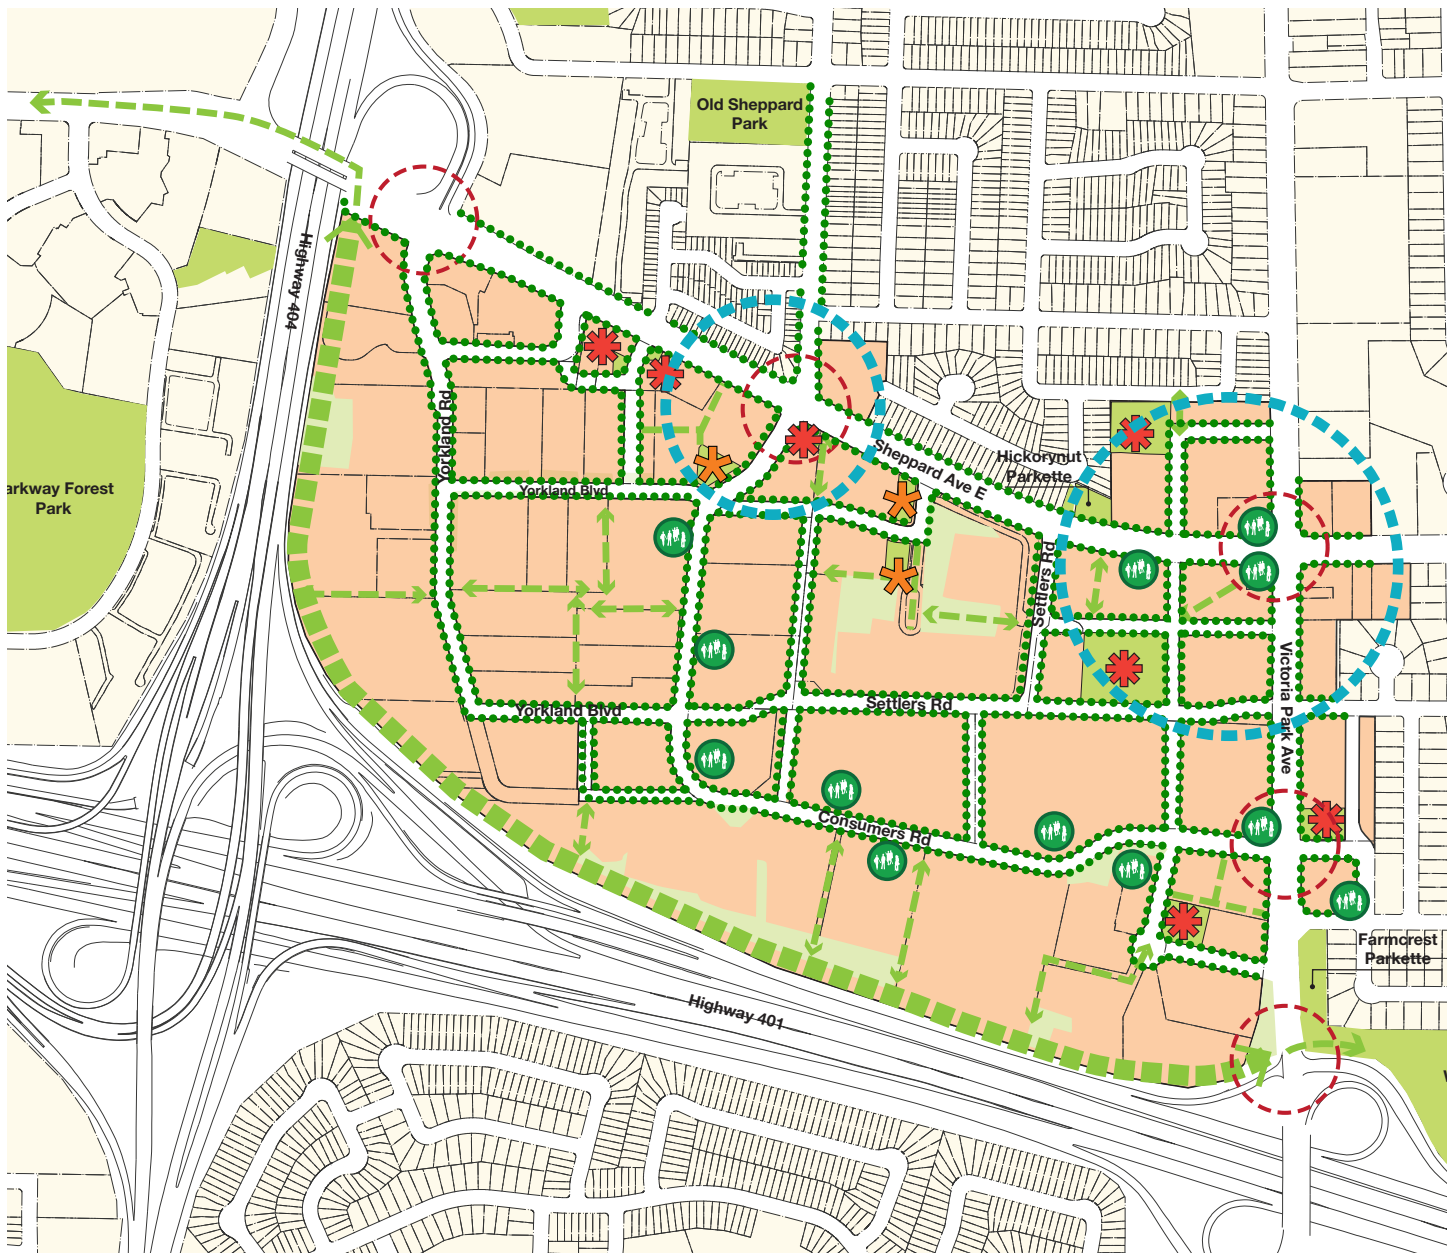 Old Sheppard
Park
Highway 404
Yorkland Rd
Sheppard Ave E
Hickorynut
Parkette
arkway Forest
Park
Yorkland Blvd
Settlers Rd
Victoria Park Ave
Yorkland Blvd
Settlers Rd
Consumers Rd
Farmcrest
Parkette
Highway 401